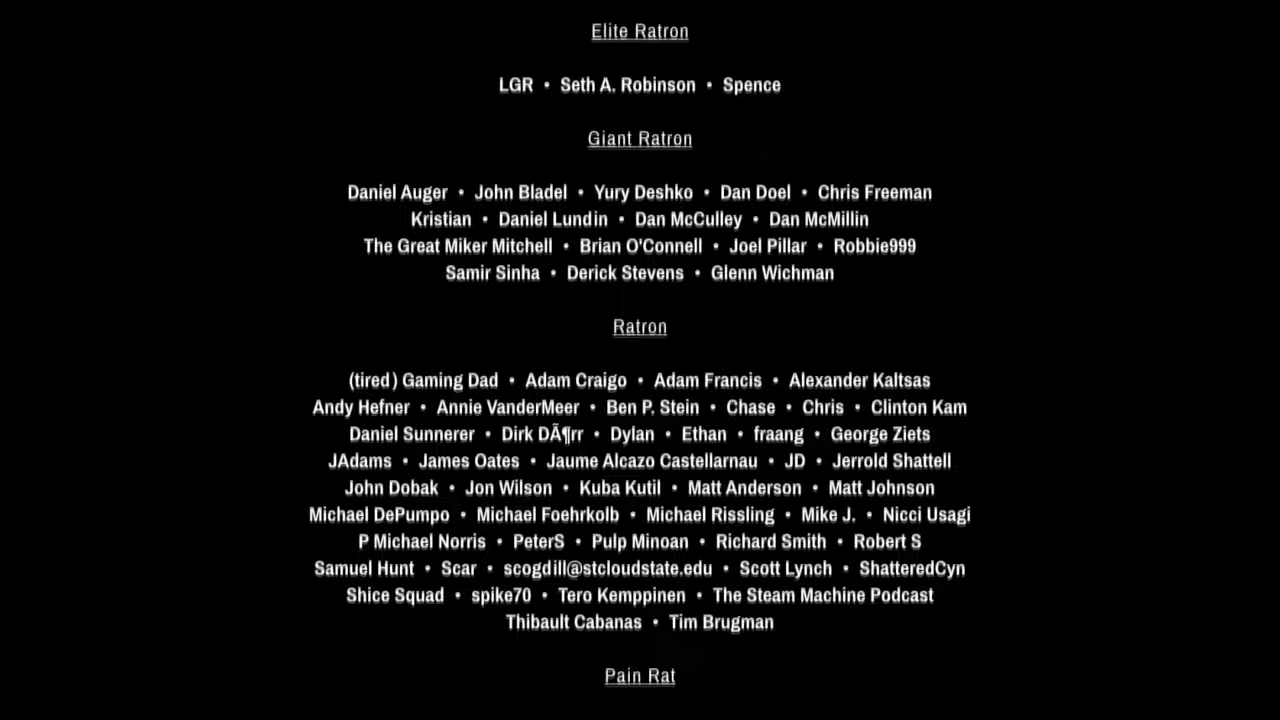 Elite Ratron
LGR • Seth A. Robinson • Spence
Giant Ratron
Daniel Auger • John Bladel • Yury Deshko • Dan Doel • Chris Freeman
Kristian • Daniel Lundin • Dan McCulley • Dan McMillin
The Great Miker Mitchell • Brian O'Connell • Joel Pillar • Robbie999
Samir Sinha • Derick Stevens • Glenn Wichman
Ratron
(tired) Gaming Dad • Adam Craigo • Adam Francis • Alexander Kaltsas
Andy Hefner • Annie VanderMeer • Ben P. Stein • Chase • Chris • Clinton Kam
Daniel Sunnerer • Dirk DÃ¶rr • Dylan • Ethan • fraang • George Ziets
JAdams • James Oates • Jaume Alcazo Castellarnau • JD • Jerrold Shattell
John Dobak • Jon Wilson • Kuba Kutil • Matt Anderson • Matt Johnson
Michael DePumpo • Michael Foehrkolb • Michael Rissling • Mike J. • Nicci Usagi
P Michael Norris • PeterS • Pulp Minoan • Richard Smith • Robert S
Samuel Hunt • Scar • scogdill@stcloudstate.edu • Scott Lynch • ShatteredCyn
Shice Squad • spike70 • Tero Kemppinen • The Steam Machine Podcast
Thibault Cabanas • Tim Brugman
Pain Rat